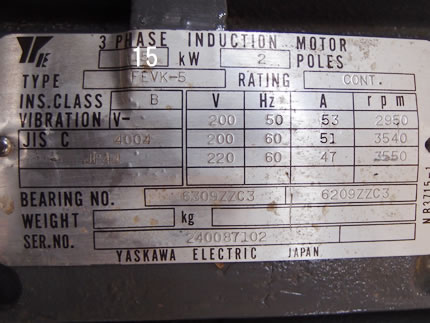 3 PHASE INDUCTION MOTOR
15 kW 2 POLES
TYPE FEVK-5 RATING CONT.
INS.CLASS B V Hz A rpm
VIBRATION V- 200 50 53 2950
JIS C 4004 200 60 51 3540
220 60 47 3550
BEARING NO. 6309ZZC3 6209ZZC3
WEIGHT kg
SER.NO. 240087102
YASKAWA ELECTRIC JAPAN
NB3715-1